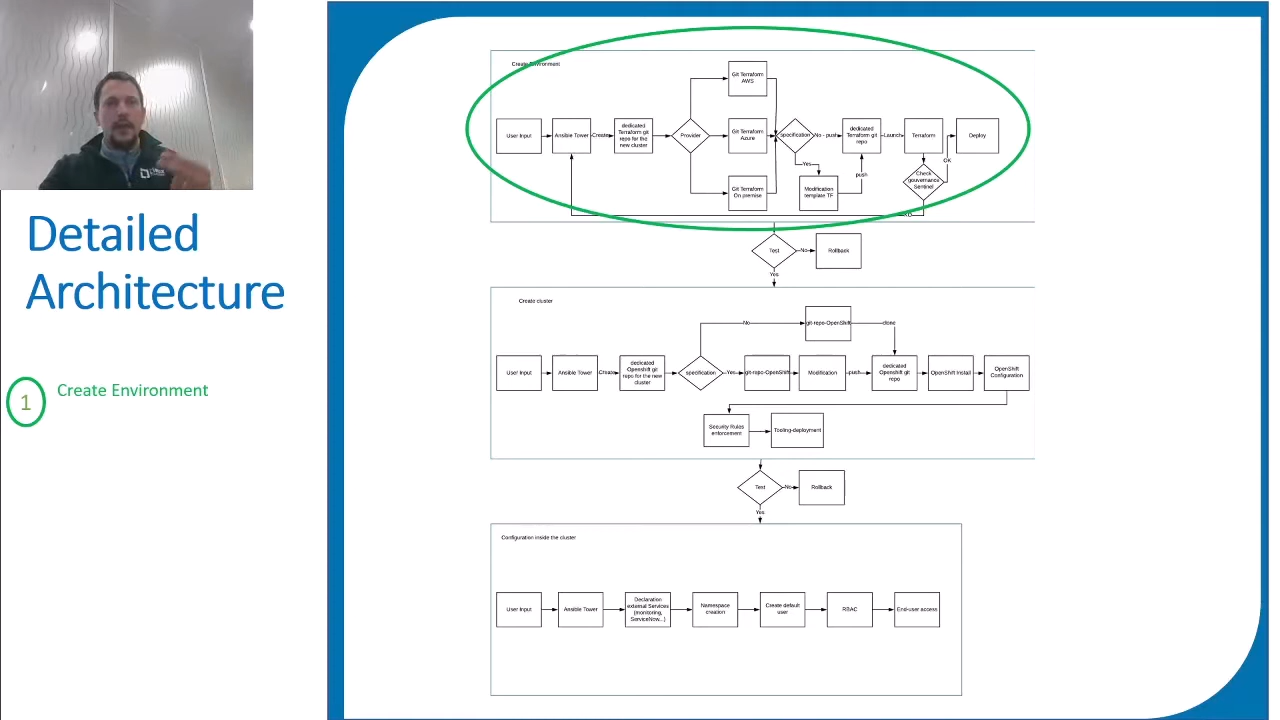 Detailed
Architecture
1
Create Environment
Create Environment
User Input
Ansible Tower
Create
dedicated
Terraform git
repo for the
new cluster
Provider
Git Terraform
AWS
Git Terraform
Azure
Git Terraform
On premise
specification
No - push
Yes
Modification
template TF
push
dedicated
Terraform git
repo
Launch
Terraform
Check
gouvernance
Sentinel
OK
Deploy
Test
No
Rollback
Yes
Create cluster
User Input
Ansible Tower
Create
dedicated
Openshift git
repo for the new
cluster
specification
No
git-repo-OpenShift
done
Yes
git-repo-OpenShift
Modification
push
dedicated
Openshift git
repo
OpenShift Install
OpenShift
Configuration
Security Rules
enforcement
Tooling-deployment
Test
No
Rollback
Yes
Configuration inside the cluster
User Input
Ansible Tower
Declaration
external Services
(monitoring,
ServiceNow...)
Namespace
creation
Create default
user
RBAC
End-user access